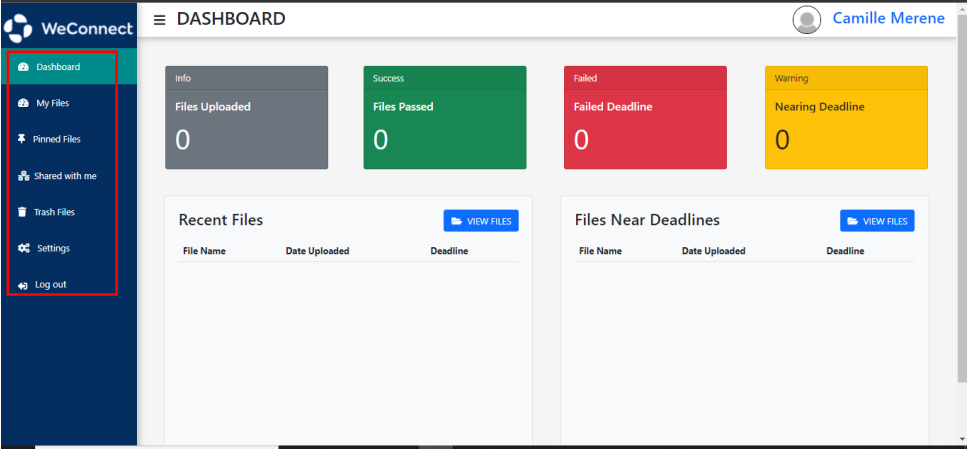 WeConnect
DASHBOARD
Camille Merene
Dashboard
My Files
Pinned Files
Shared with me
Trash Files
Settings
Log out
Info
Files Uploaded
0
Success
Files Passed
0
Failed
Failed Deadline
0
Warning
Nearing Deadline
0
Recent Files
VIEW FILES
File Name Date Uploaded Deadline
Files Near Deadlines
VIEW FILES
File Name Date Uploaded Deadline